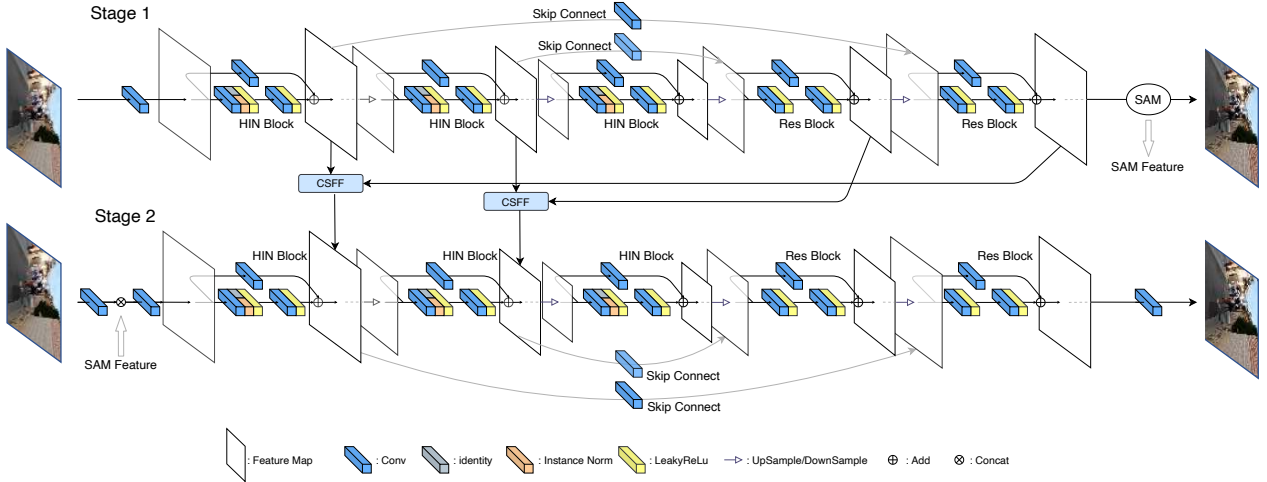 Stage 1
Skip Connect
Skip Connect
HIN Block
HIN Block
HIN Block
Res Block
Res Block
SAM
SAM Feature
CSFF
CSFF
Stage 2
HIN Block
HIN Block
HIN Block
Res Block
Res Block
SAM Feature
Skip Connect
Skip Connect
: Feature Map
: Conv
: identity
: Instance Norm
: LeakyReLu
: UpSample/DownSample
: Add
: Concat